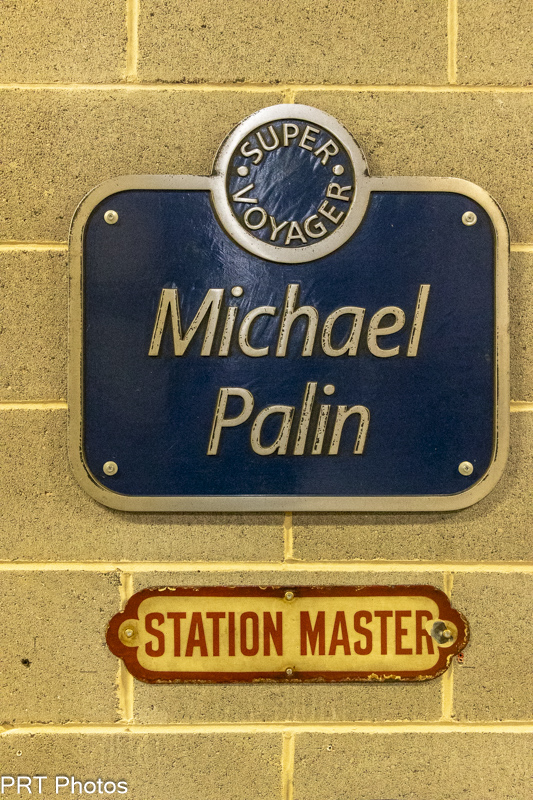 SUPER
VOYAGER
Michael
Palin
STATION MASTER
PRT Photos